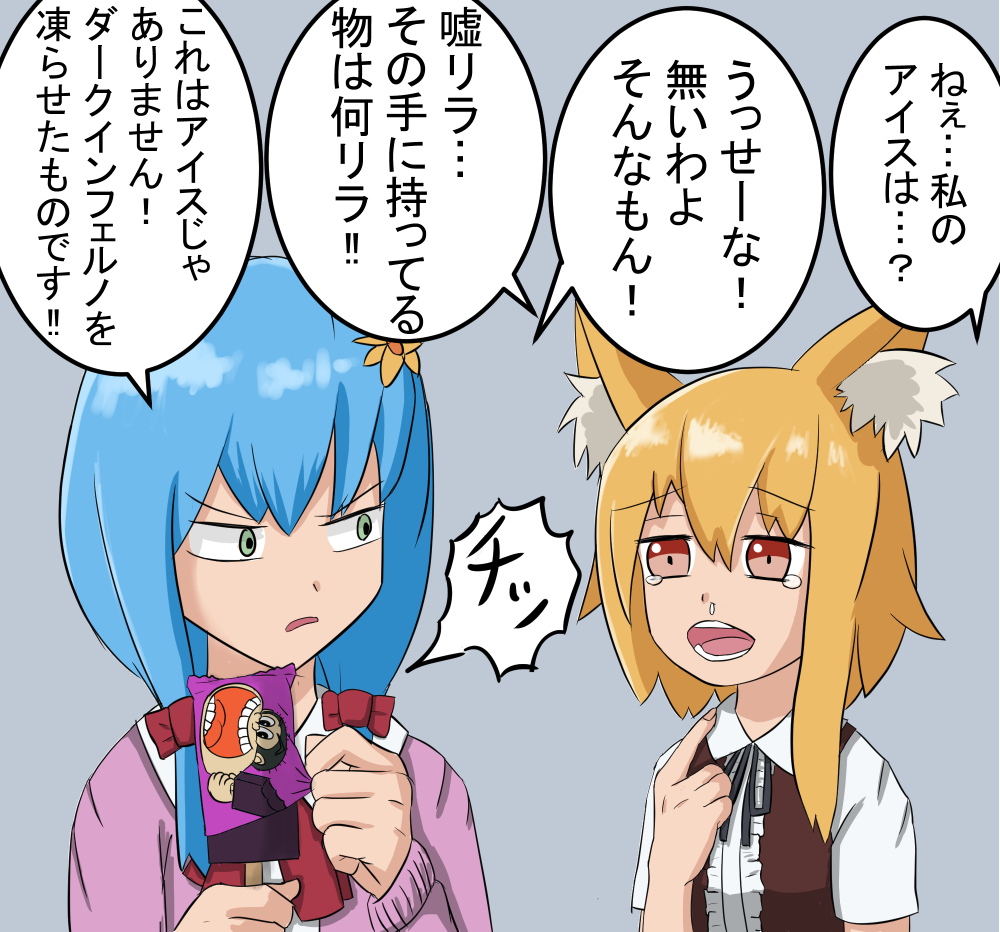 ねぇ…私の
アイスは…?
うっせーな!
無いわよ
そんなもん!
嘘リラ…
その手に持ってる
物は何リラ!!
これはアイスじゃ
ありません!
ダークインフェルノを
凍らせたものです!!
チッ